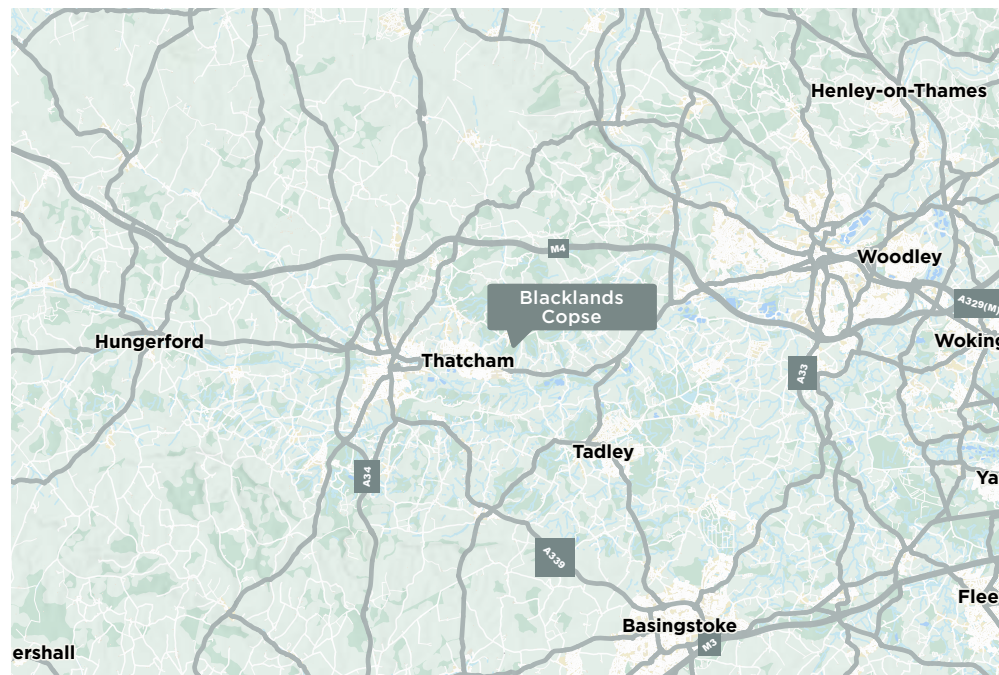 Henley-on-Thames
M4
Woodley
Blacklands
Copse
A329(M)
Hungerford
Thatcham
Woking
A33
Tadley
A34
Ya
A339
Flee
Basingstoke
M3
ershall